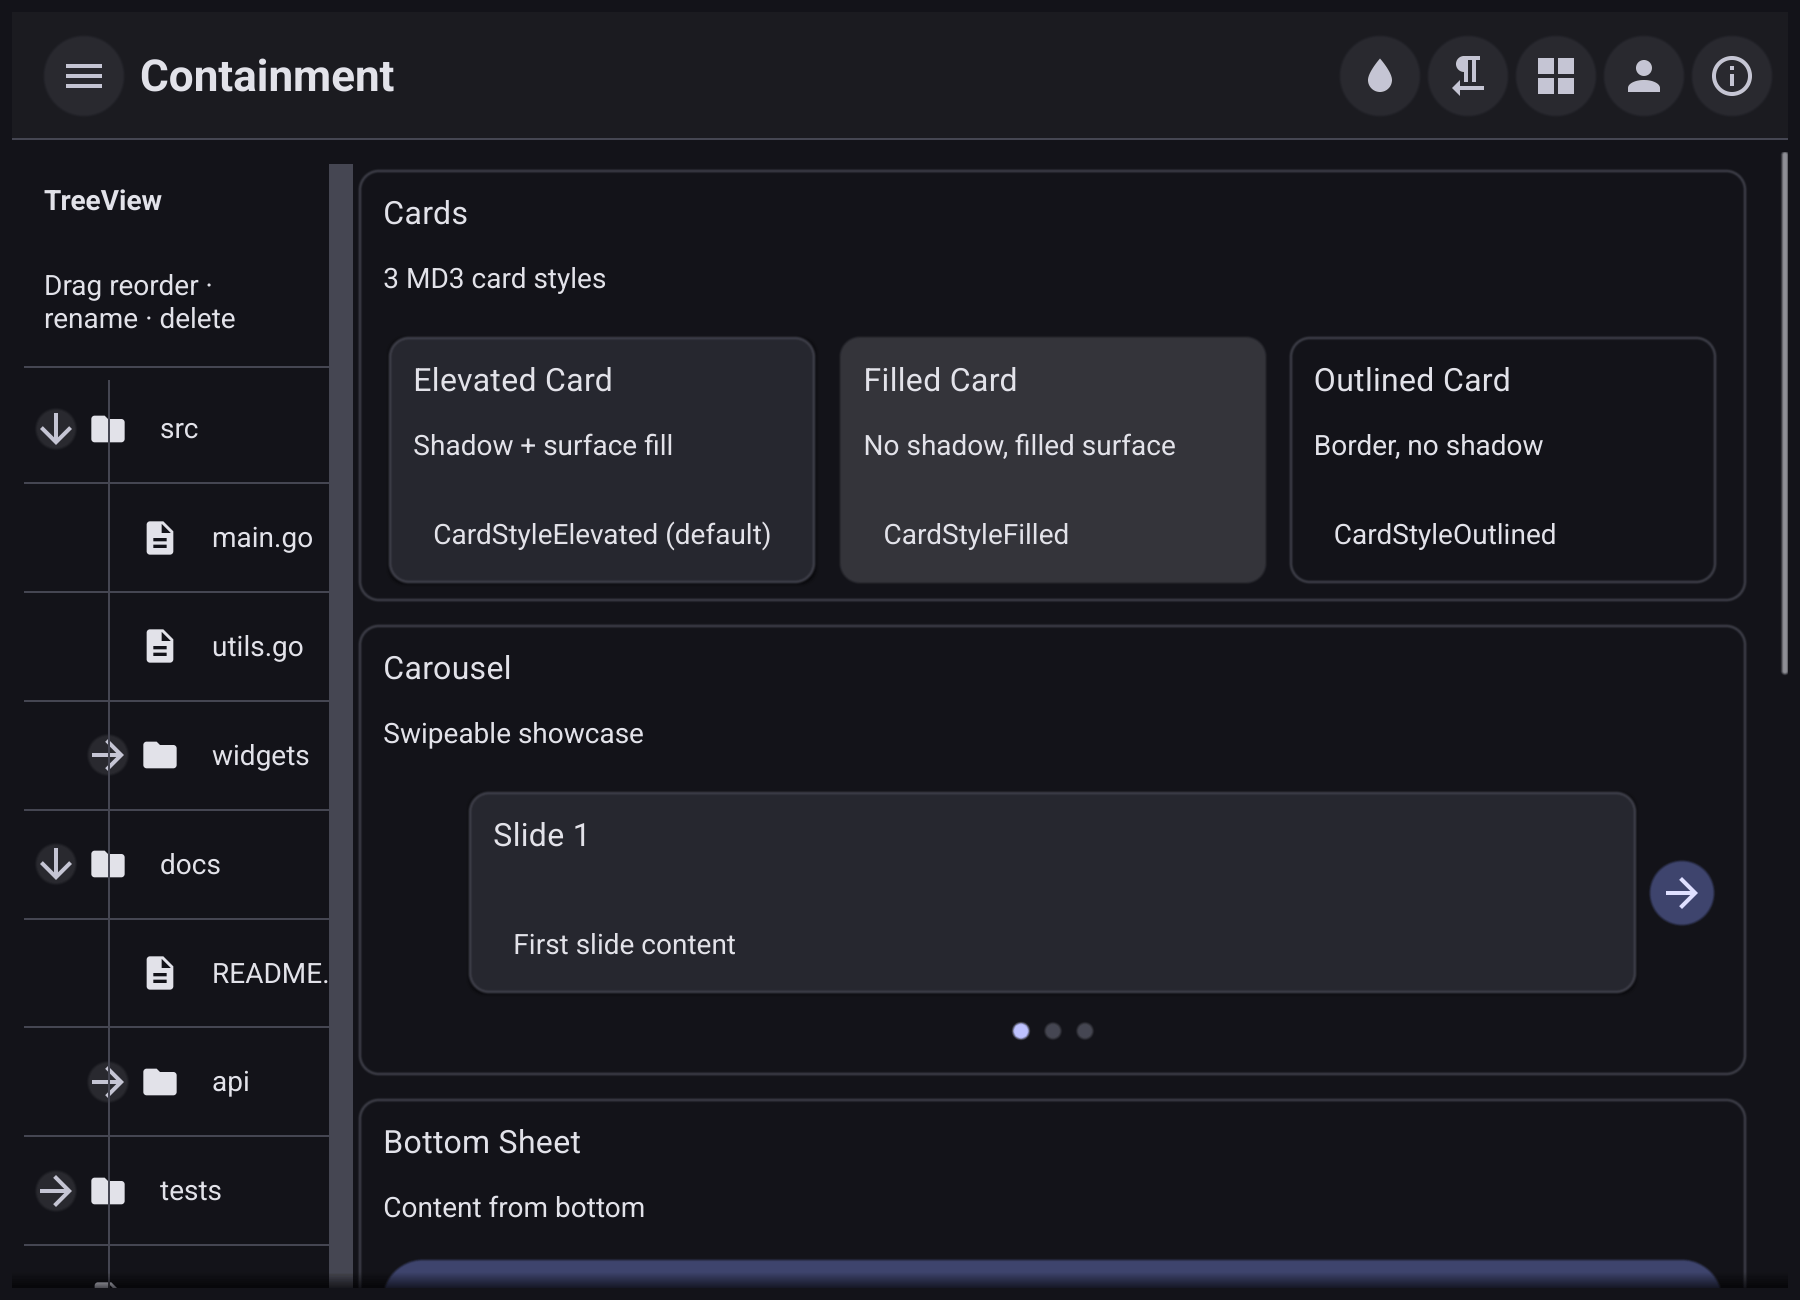 Containment
TreeView
Drag reorder ·
rename · delete
src
main.go
utils.go
widgets
docs
README.
api
tests
Cards
3 MD3 card styles
Elevated Card
Shadow + surface fill
CardStyleElevated (default)
Filled Card
No shadow, filled surface
CardStyleFilled
Outlined Card
Border, no shadow
CardStyleOutlined
Carousel
Swipeable showcase
Slide 1
First slide content
Bottom Sheet
Content from bottom